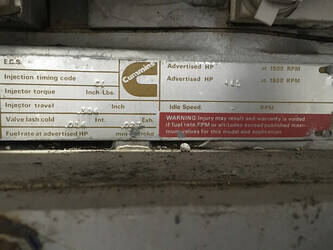 E.C.S.
Injection timing code
Injector torque Inch-Lbs.
Injector travel Inch
Valve lash cold Int. Exh.
Fuel rate at advertised HP mm³/stroke
Cummins
Advertised HP at 1500 RPM
Advertised HP at 1800 RPM
Idle Speed RPM
WARNING: Injury may result and warranty is voided
if fuel rate, RPM or altitudes exceed published maxi-
mum values for this model and application.